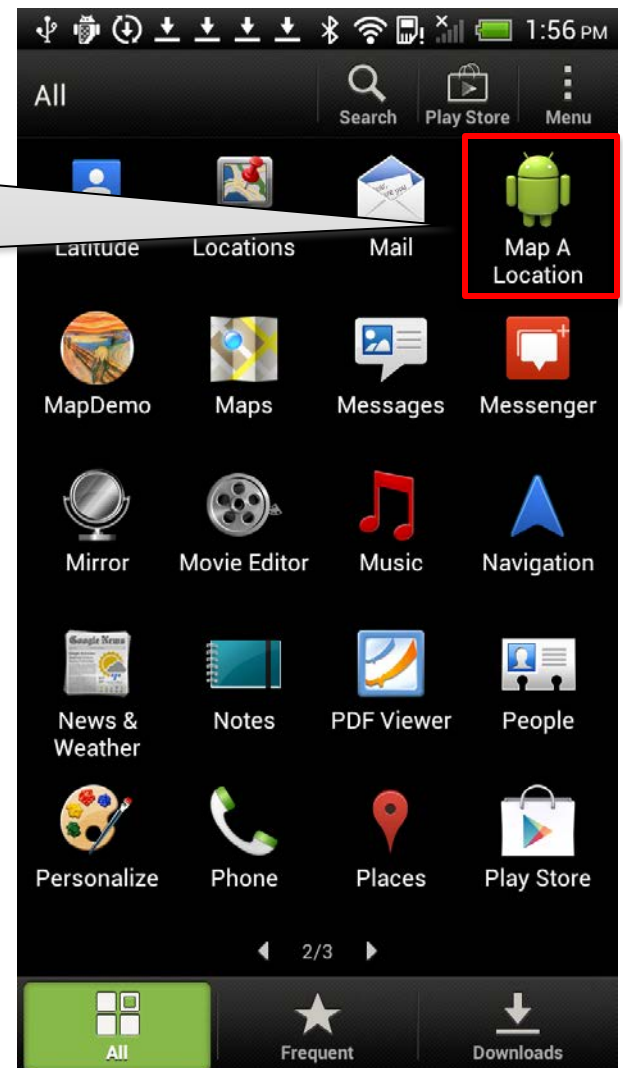 1:56 PM
All
Search Play Store Menu
Latitude Locations Mail Map A
Location
MapDemo Maps Messages Messenger
Mirror Movie Editor Music Navigation
Google News
News &
Weather
Notes PDF Viewer People
Personalize Phone Places Play Store
2/3
All Frequent Downloads